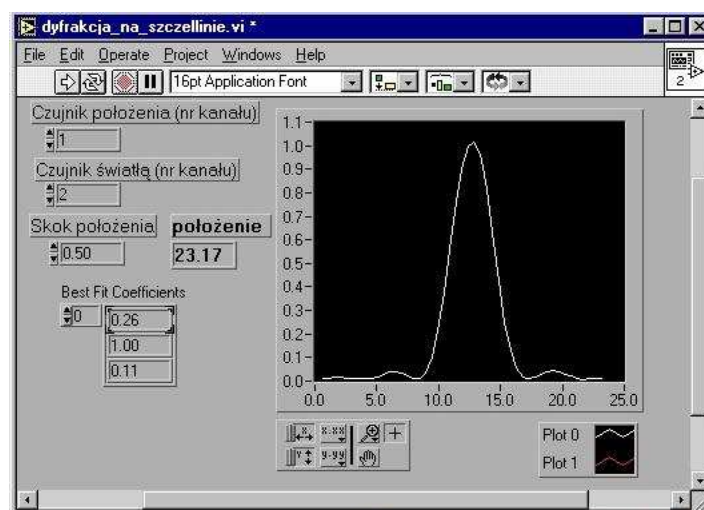 dyfrakcja_na_szczellinie.vi *
File Edit Operate Project Windows Help
16pt Application Font
2
Czujnik położenia (nr kanału)
1
Czujnik światłą (nr kanału)
2
Skok położenia
położenie
0.50
23.17
Best Fit Coefficients
0
0.26
1.00
0.11
1.1
1.0
0.9
0.8
0.7
0.6
0.5
0.4
0.3
0.2
0.1
0.0
0.0 5.0 10.0 15.0 20.0 25.0
x.xx
y.yy
Plot 0
Plot 1